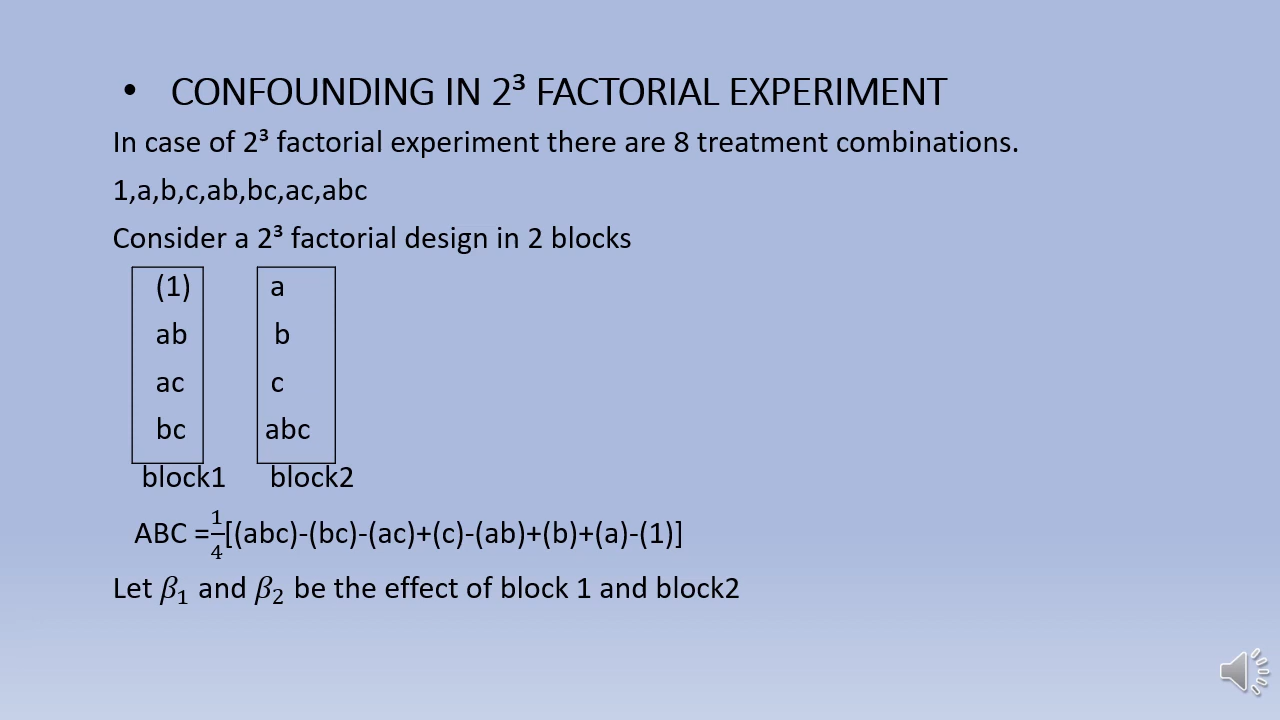 • CONFOUNDING IN 2³ FACTORIAL EXPERIMENT
In case of 2³ factorial experiment there are 8 treatment combinations.
1,a,b,c,ab,bc,ac,abc
Consider a 2³ factorial design in 2 blocks
(1) a
ab b
ac c
bc abc
block1 block2
ABC =1/4[(abc)-(bc)-(ac)+(c)-(ab)+(b)+(a)-(1)]
Let 𝛽₁ and 𝛽₂ be the effect of block 1 and block2